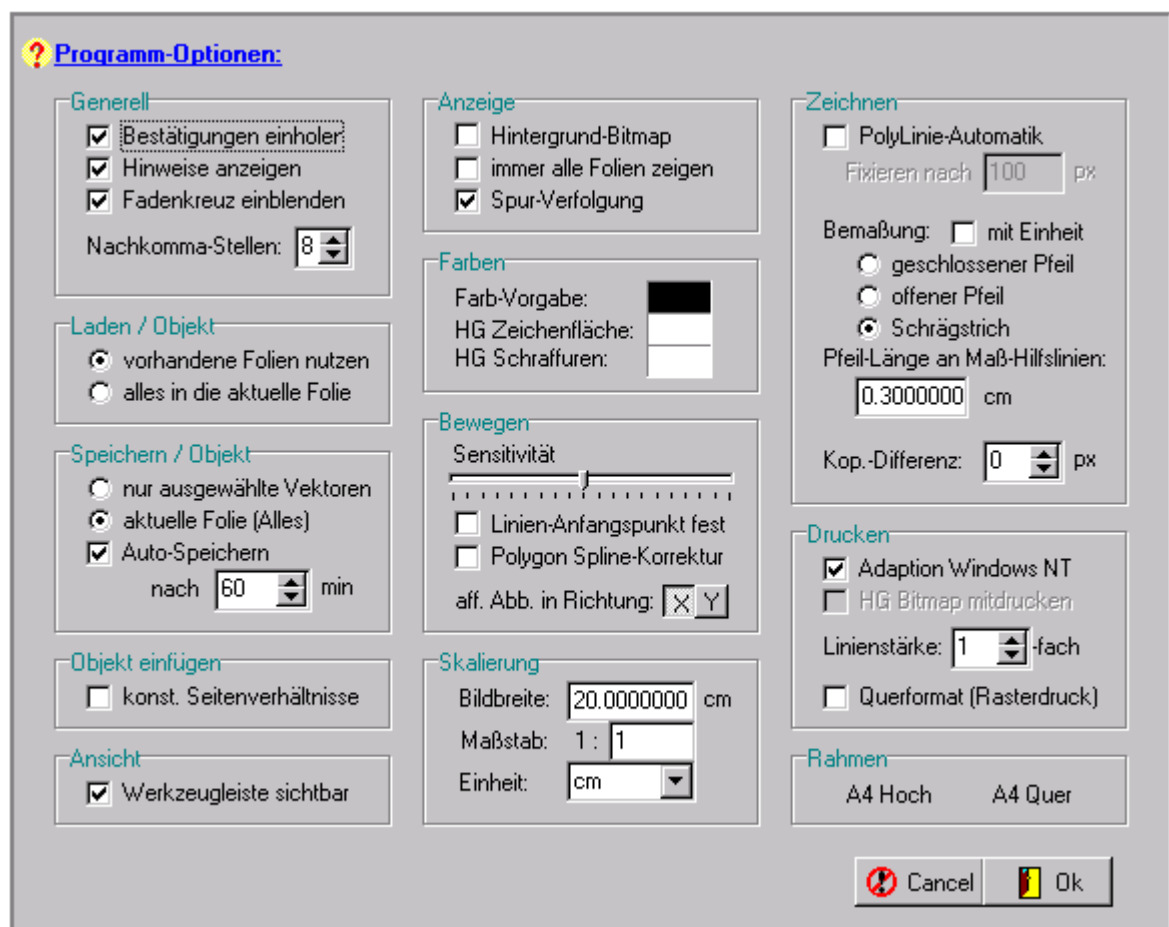 Programm-Optionen:
Generell
Bestätigungen einholer
Hinweise anzeigen
Fadenkreuz einblenden
Nachkomma-Stellen: 8
Laden / Objekt
vorhandene Folien nutzen
alles in die aktuelle Folie
Speichern / Objekt
nur ausgewählte Vektoren
aktuelle Folie (Alles)
Auto-Speichern
nach 60 min
Objekt einfügen
konst. Seitenverhältnisse
Ansicht
Werkzeugleiste sichtbar
Anzeige
Hintergrund-Bitmap
immer alle Folien zeigen
Spur-Verfolgung
Farben
Farb-Vorgabe:
HG Zeichenfläche:
HG Schraffuren:
Bewegen
Sensitivität
Linien-Anfangspunkt fest
Polygon Spline-Korrektur
aff. Abb. in Richtung: X Y
Skalierung
Bildbreite: 20.0000000 cm
Maßstab: 1 : 1
Einheit: cm
Zeichnen
PolyLinie-Automatik
Fixieren nach 100 px
Bemaßung: mit Einheit
geschlossener Pfeil
offener Pfeil
Schrägstrich
Pfeil-Länge an Maß-Hilfslinien:
0.3000000 cm
Kop.-Differenz: 0 px
Drucken
Adaption Windows NT
HG Bitmap mitdrucken
Linienstärke: 1 -fach
Querformat (Rasterdruck)
Rahmen
A4 Hoch A4 Quer
Cancel Ok